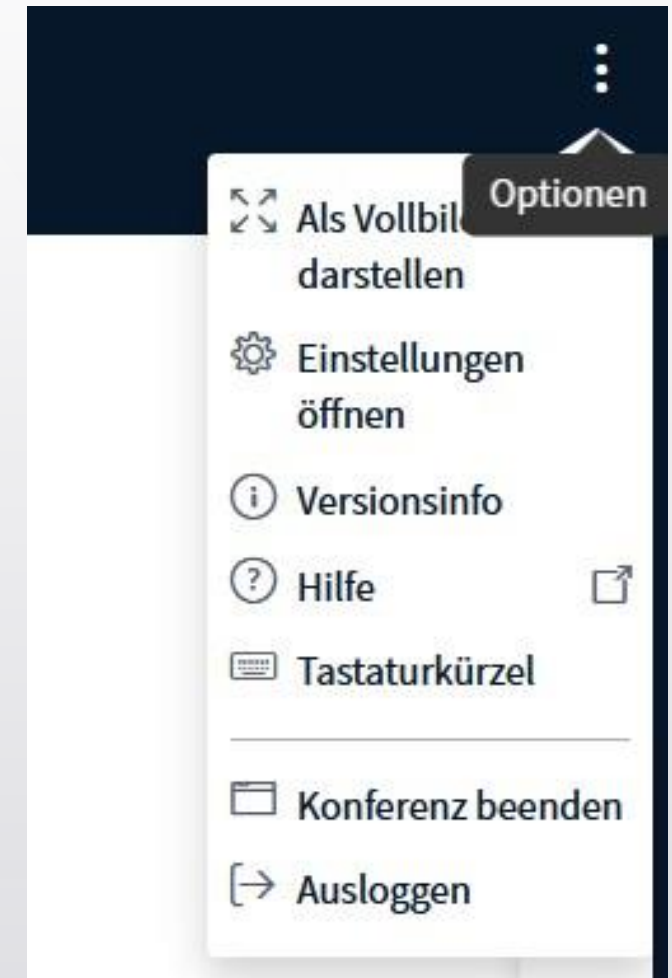 Optionen
Als Vollbil
darstellen
Einstellungen
öffnen
Versionsinfo
Hilfe
Tastaturkürzel
Konferenz beenden
Ausloggen